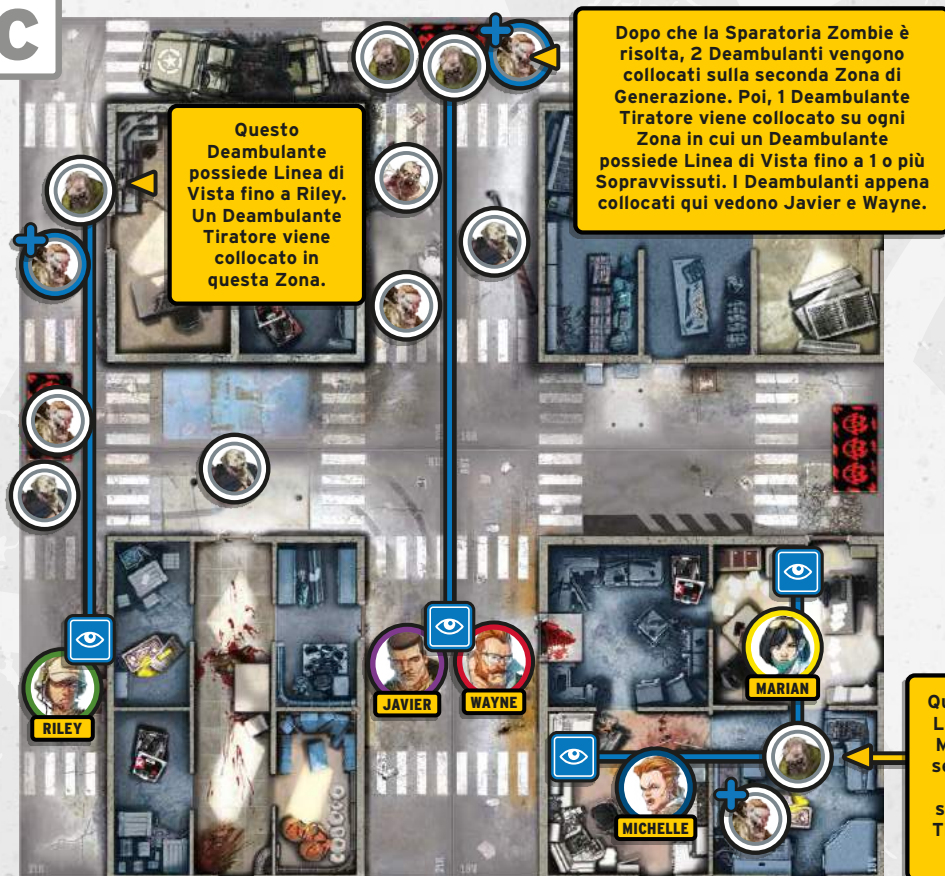 C
Dopo che la Sparatoria Zombie è
risolta, 2 Deambulanti vengono
collocati sulla seconda Zona di
Generazione. Poi, 1 Deambulante
Tiratore viene collocato su ogni
Zona in cui un Deambulante
possiede Linea di Vista fino a 1 o più
Sopravvissuti. I Deambulanti appena
collocati qui vedono Javier e Wayne.
Questo
Deambulante
possiede Linea di
Vista fino a Riley.
Un Deambulante
Tiratore viene
collocato in
questa Zona.
RILEY
JAVIER
WAYNE
MARIAN
MICHELLE